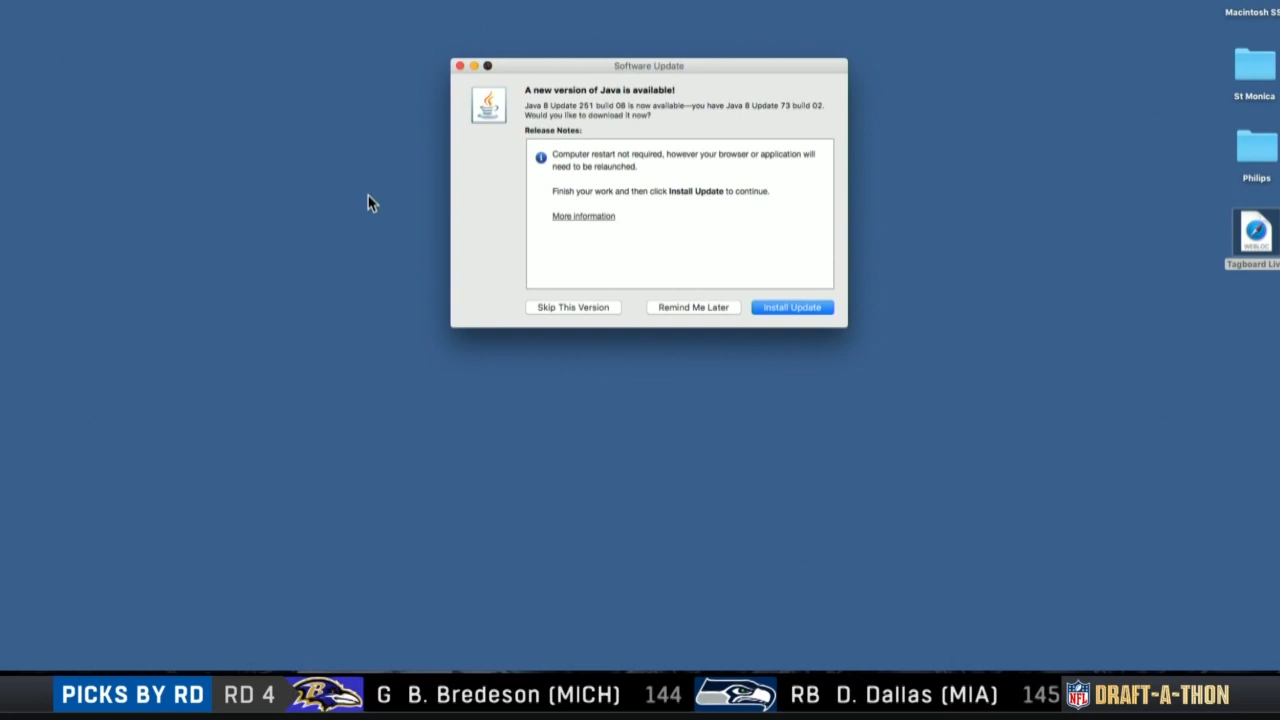 Macintosh SS
St Monica
Philips
WEBLOC
Tagboard Liv
Software Update
A new version of Java is available!
Java 8 Update 251 build 08 is now available—you have Java 8 Update 73 build 02.
Would you like to download it now?
Release Notes:
Computer restart not required, however your browser or application will
need to be relaunched.
Finish your work and then click Install Update to continue.
More information
Skip This Version
Remind Me Later
Install Update
PICKS BY RD RD 4 G B. Bredeson (MICH) 144 RB D. Dallas (MIA) 145 NFL DRAFT-A-THON